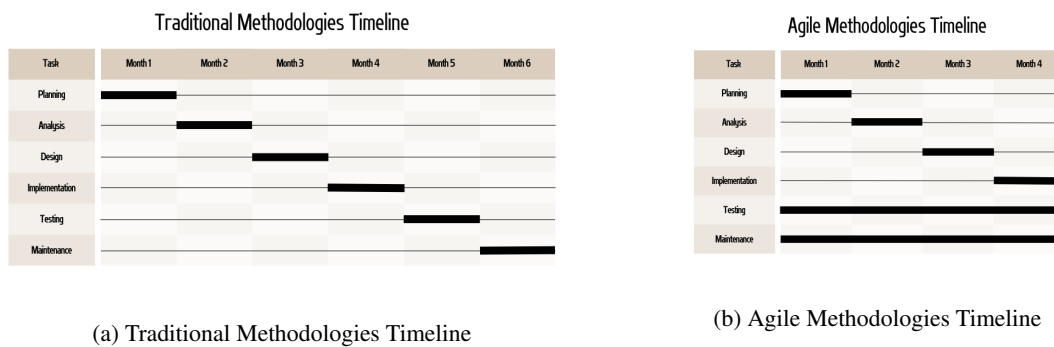 Traditional Methodologies Timeline
Task Month 1 Month 2 Month 3 Month 4 Month 5 Month 6
Planning
Analysis
Design
Implementation
Testing
Maintenance
(a) Traditional Methodologies Timeline
Agile Methodologies Timeline
Task Month 1 Month 2 Month 3 Month 4
Planning
Analysis
Design
Implementation
Testing
Maintenance
(b) Agile Methodologies Timeline